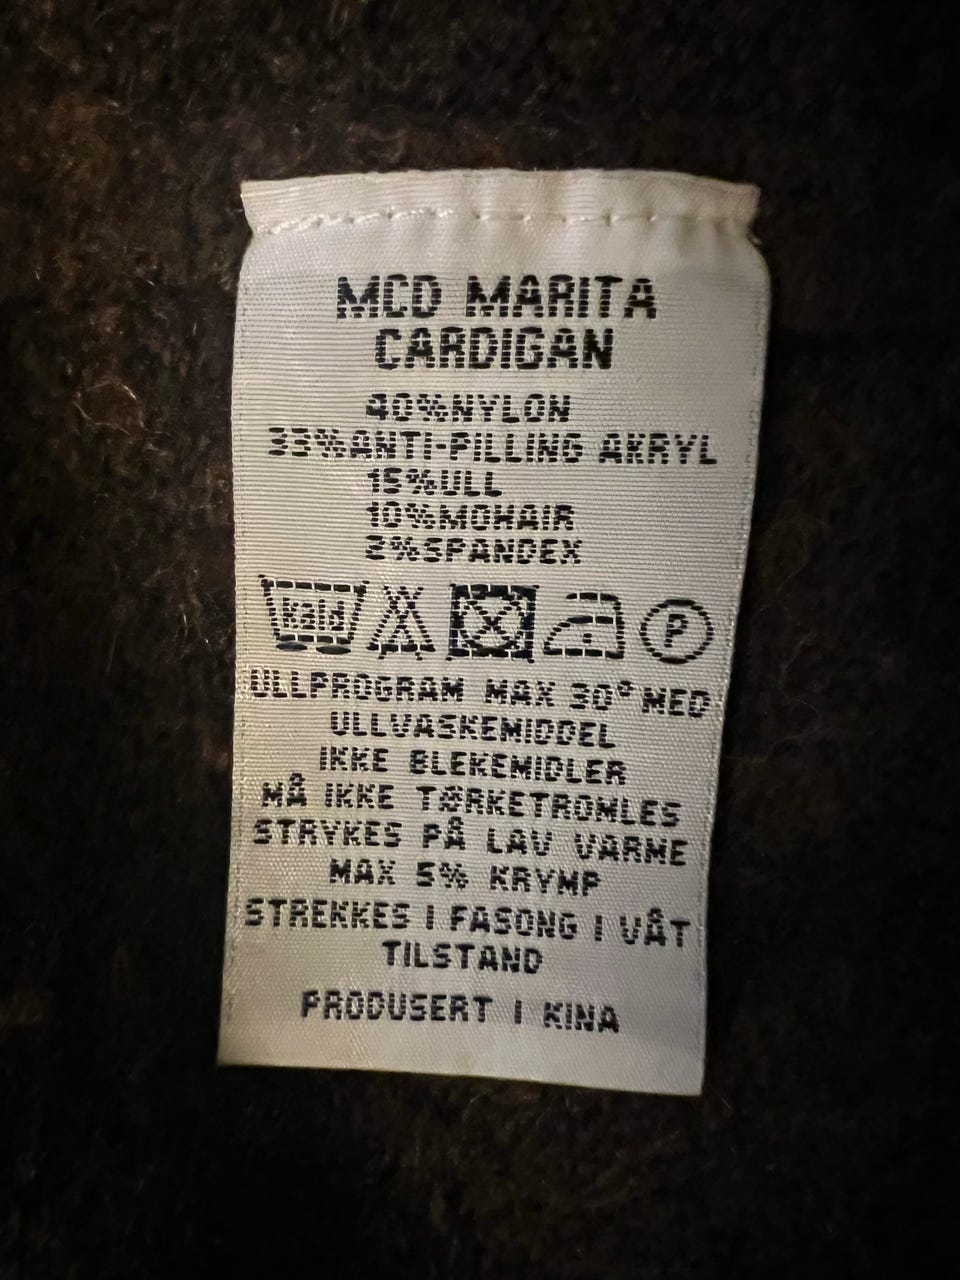 MCD MARITA
CARDIGAN
40%NYLON
33%ANTI-PILLING AKRYL
15%ULL
10%MOHAIR
2%SPANDEX
kald P
ULLPROGRAM MAX 30° MED
ULLVASKEMIDDEL
IKKE BLEKEMIDLER
MÅ IKKE TØRKETROMLES
STRYKES PÅ LAV VARME
MAX 5% KRYMP
STREKKES I FASONG I VÅT
TILSTAND
PRODUSERT I KINA